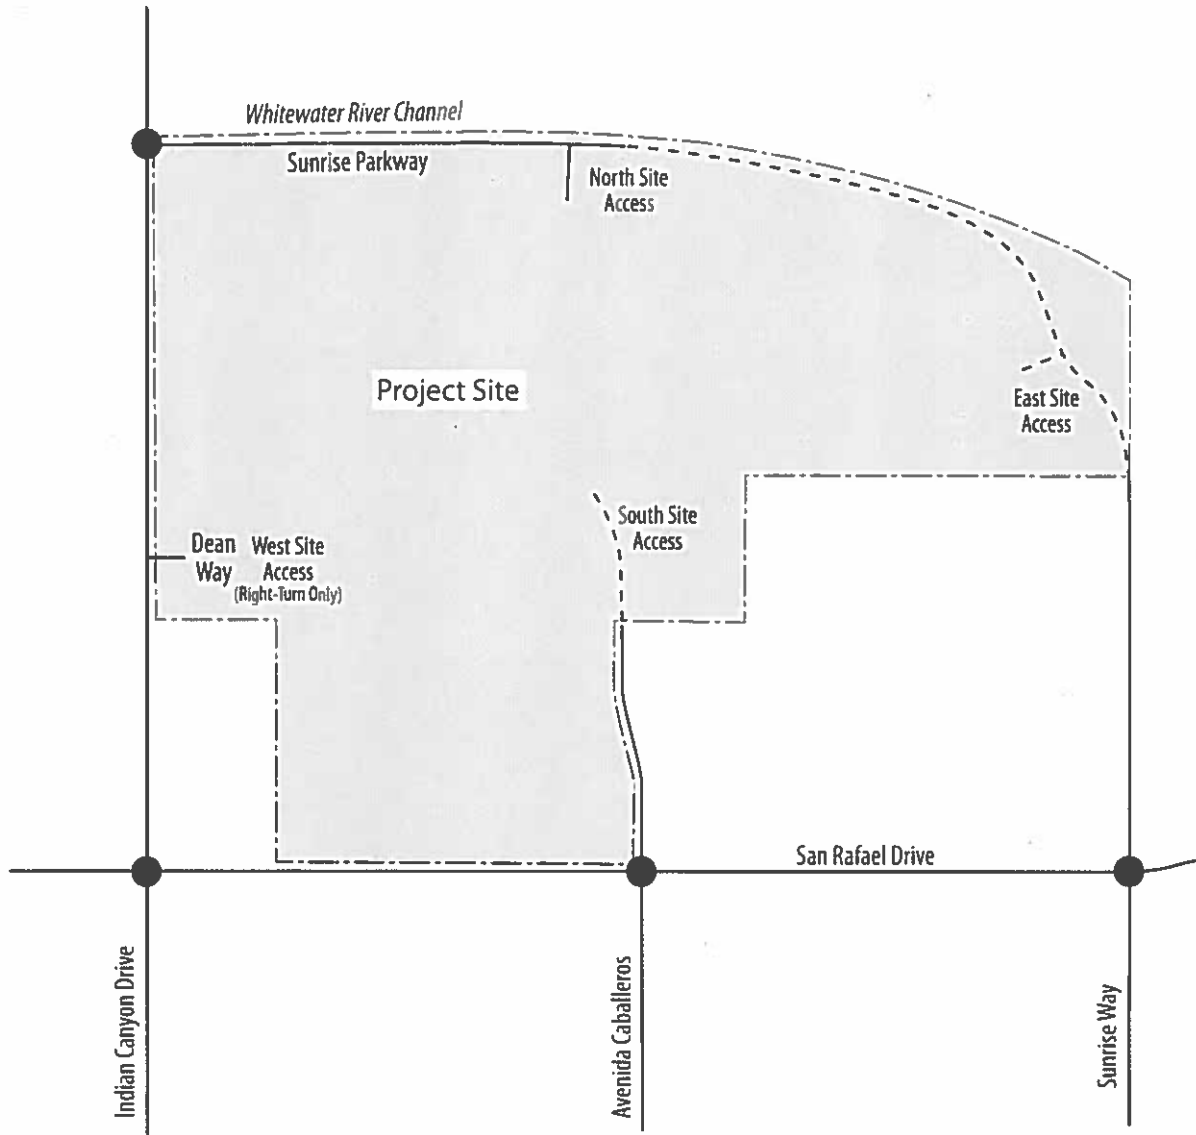 Whitewater River Channel
Sunrise Parkway
North Site
Access
Project Site
East Site
Access
South Site
Access
Dean
Way
West Site
Access
(Right-Turn Only)
San Rafael Drive
Indian Canyon Drive
Avenida Caballeros
Sunrise Way